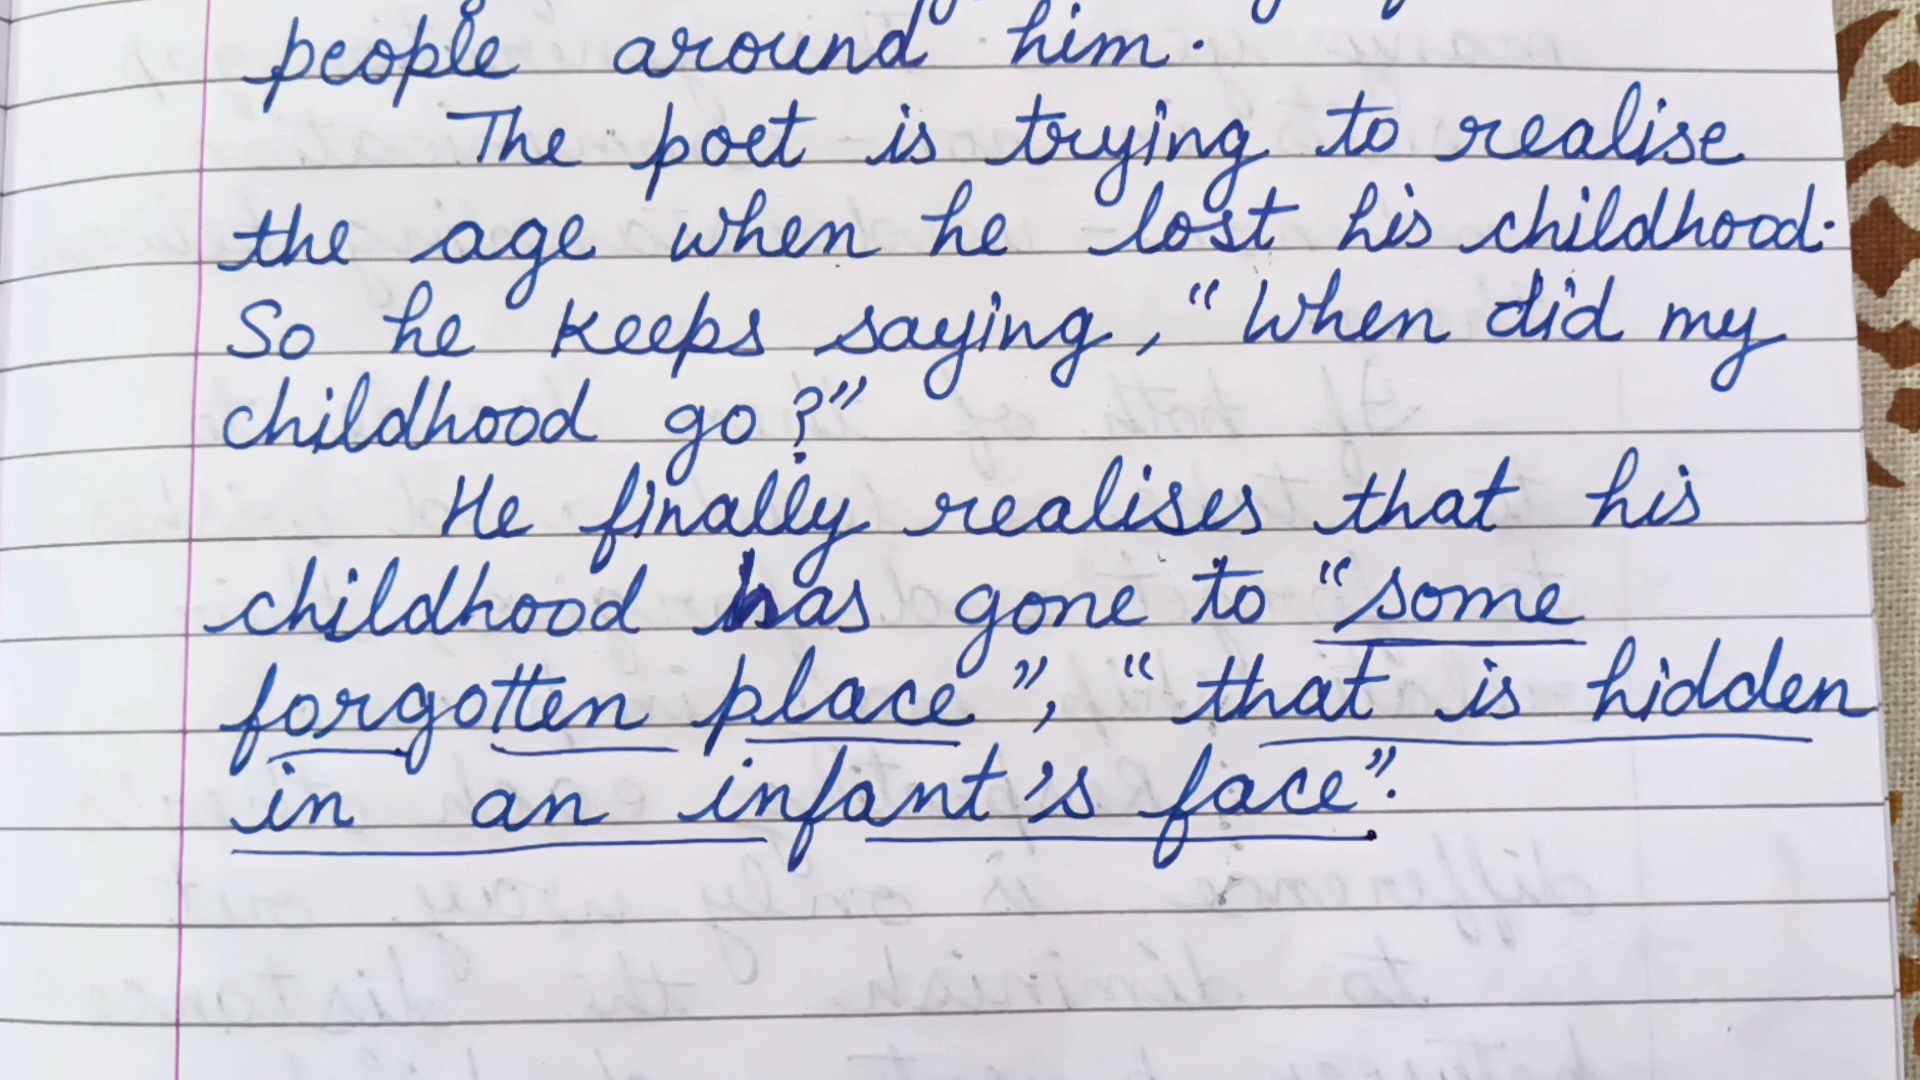 people around him.
The poet is trying to realise
the age when he lost his childhood.
So he keeps saying, "When did my
childhood go?"
He finally realises that his
childhood has gone to "some
forgotten place", "that is hidden
in an infant's face".